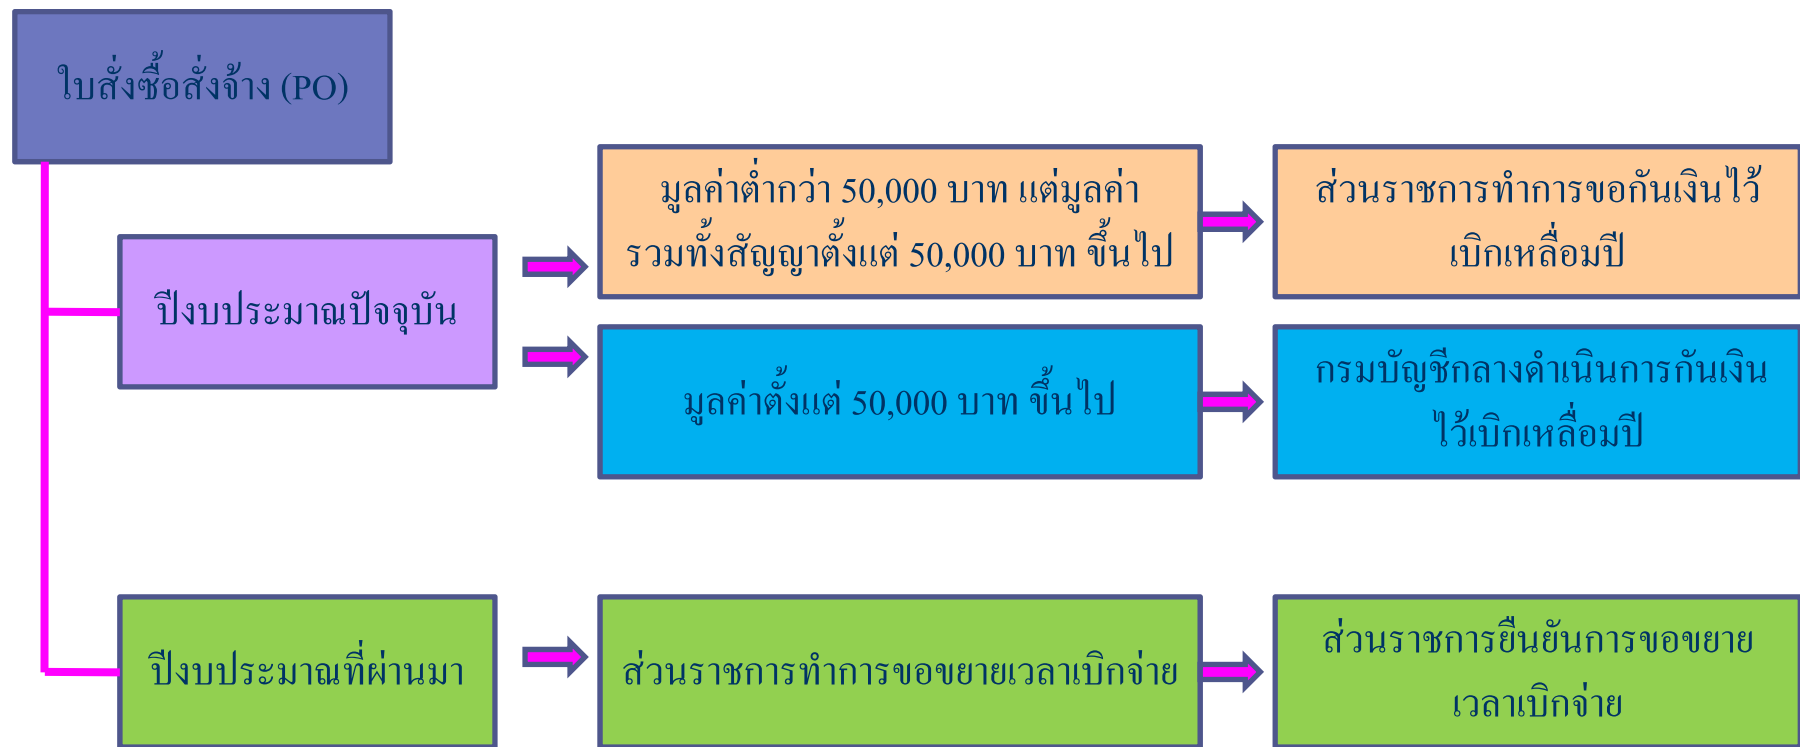 ใบสั่งซื้อสั่งจ้าง (PO)
มูลค่าต่ำกว่า 50,000 บาท แต่มูลค่า
รวมทั้งสัญญาตั้งแต่ 50,000 บาท ขึ้นไป
ส่วนราชการทำการขอกันเงินไว้
เบิกเหลื่อมปี
ปีงบประมาณปัจจุบัน
มูลค่าตั้งแต่ 50,000 บาท ขึ้นไป
กรมบัญชีกลางดำเนินการกันเงิน
ไว้เบิกเหลื่อมปี
ปีงบประมาณที่ผ่านมา
ส่วนราชการทำการขอขยายเวลาเบิกจ่าย
ส่วนราชการยืนยันการขอขยาย
เวลาเบิกจ่าย